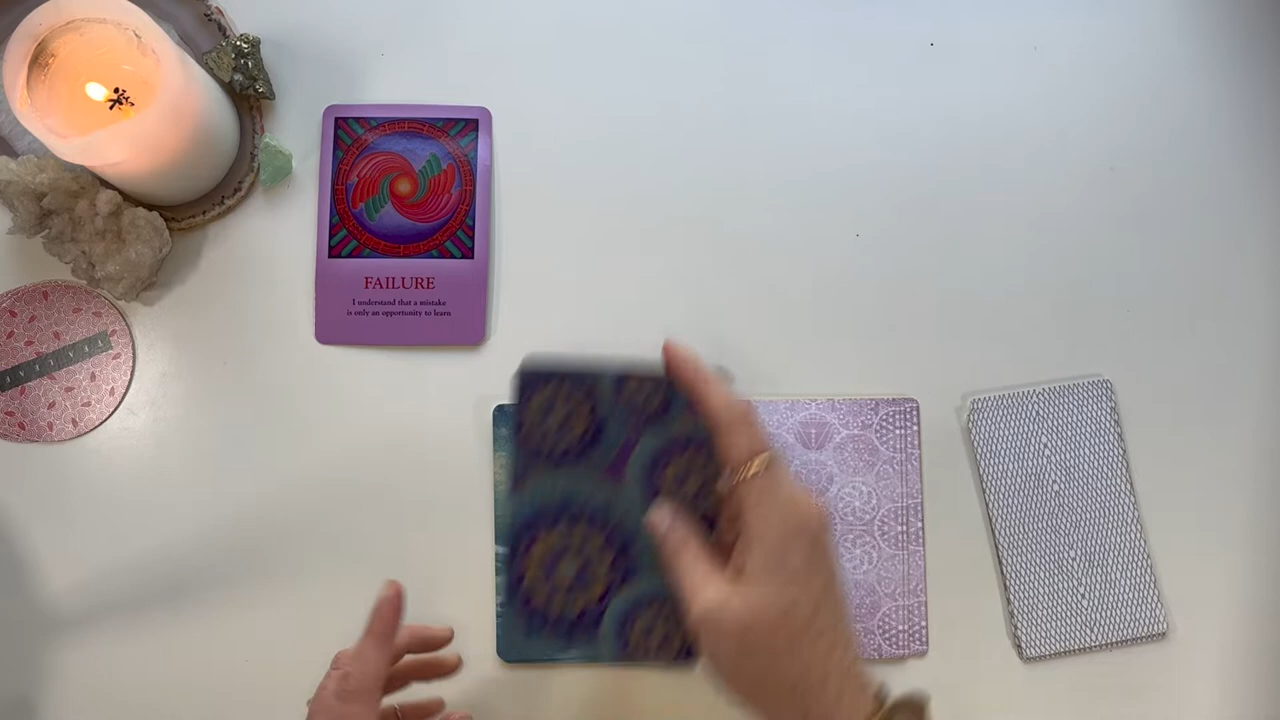 FAILURE
I understand that a mistake
is only an opportunity to learn